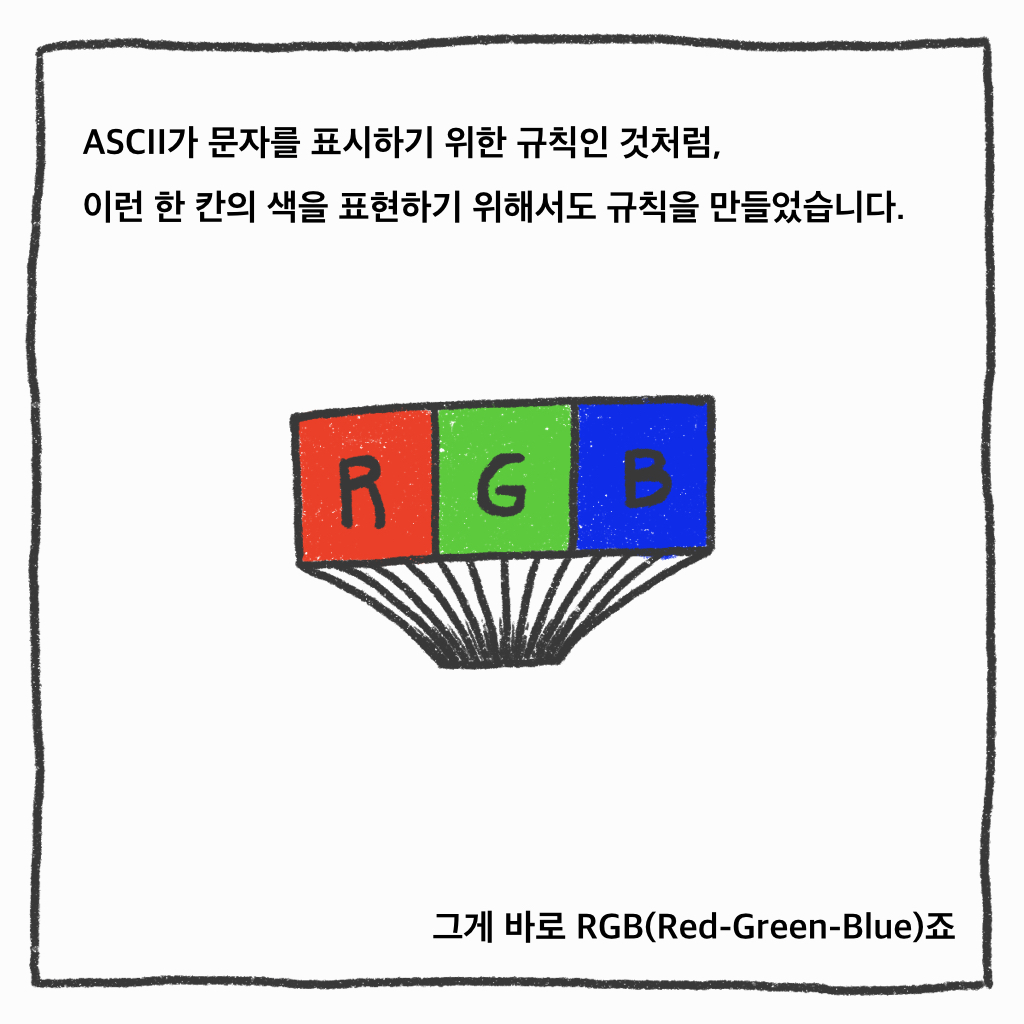 ASCII가 문자를 표시하기 위한 규칙인 것처럼,
이런 한 칸의 색을 표현하기 위해서도 규칙을 만들었습니다.
R G B
그게 바로 RGB(Red-Green-Blue)죠